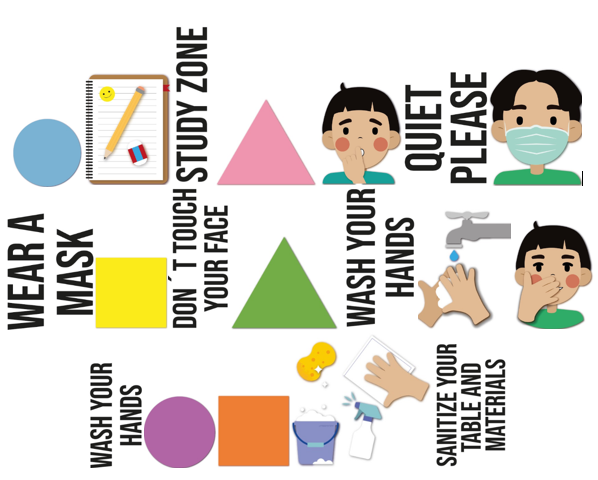 STUDY ZONE
QUIET
PLEASE
WEAR A
MASK
DON´T TOUCH
YOUR FACE
WASH YOUR
HANDS
WASH YOUR
HANDS
SANITIZE YOUR
TABLE AND
MATERIALS